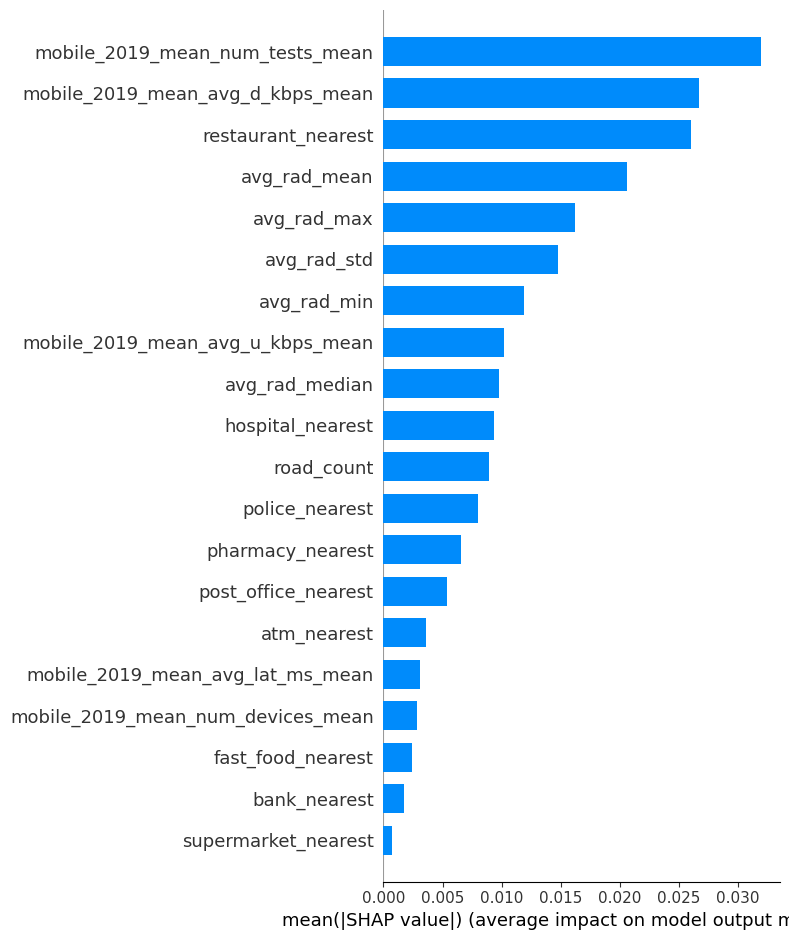 mobile_2019_mean_num_tests_mean
mobile_2019_mean_avg_d_kbps_mean
restaurant_nearest
avg_rad_mean
avg_rad_max
avg_rad_std
avg_rad_min
mobile_2019_mean_avg_u_kbps_mean
avg_rad_median
hospital_nearest
road_count
police_nearest
pharmacy_nearest
post_office_nearest
atm_nearest
mobile_2019_mean_avg_lat_ms_mean
mobile_2019_mean_num_devices_mean
fast_food_nearest
bank_nearest
supermarket_nearest
0.000 0.005 0.010 0.015 0.020 0.025 0.030
mean(|SHAP value|) (average impact on model output m